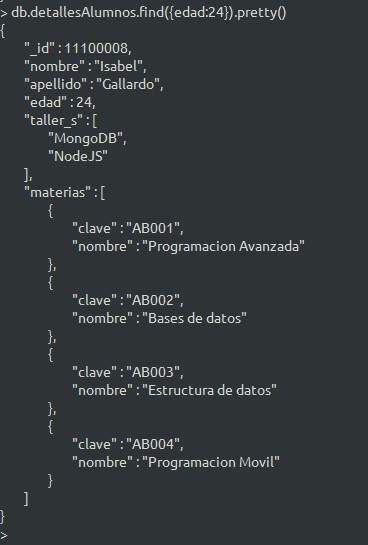 > db.detallesAlumnos.find({edad:24}).pretty()
{
"_id" : 11100008,
"nombre" : "Isabel",
"apellido" : "Gallardo",
"edad" : 24,
"taller_s" : [
"MongoDB",
"NodeJS"
],
"materias" : [
{
"clave" : "AB001",
"nombre" : "Programacion Avanzada"
},
{
"clave" : "AB002",
"nombre" : "Bases de datos"
},
{
"clave" : "AB003",
"nombre" : "Estructura de datos"
},
{
"clave" : "AB004",
"nombre" : "Programacion Movil"
}
]
}
>